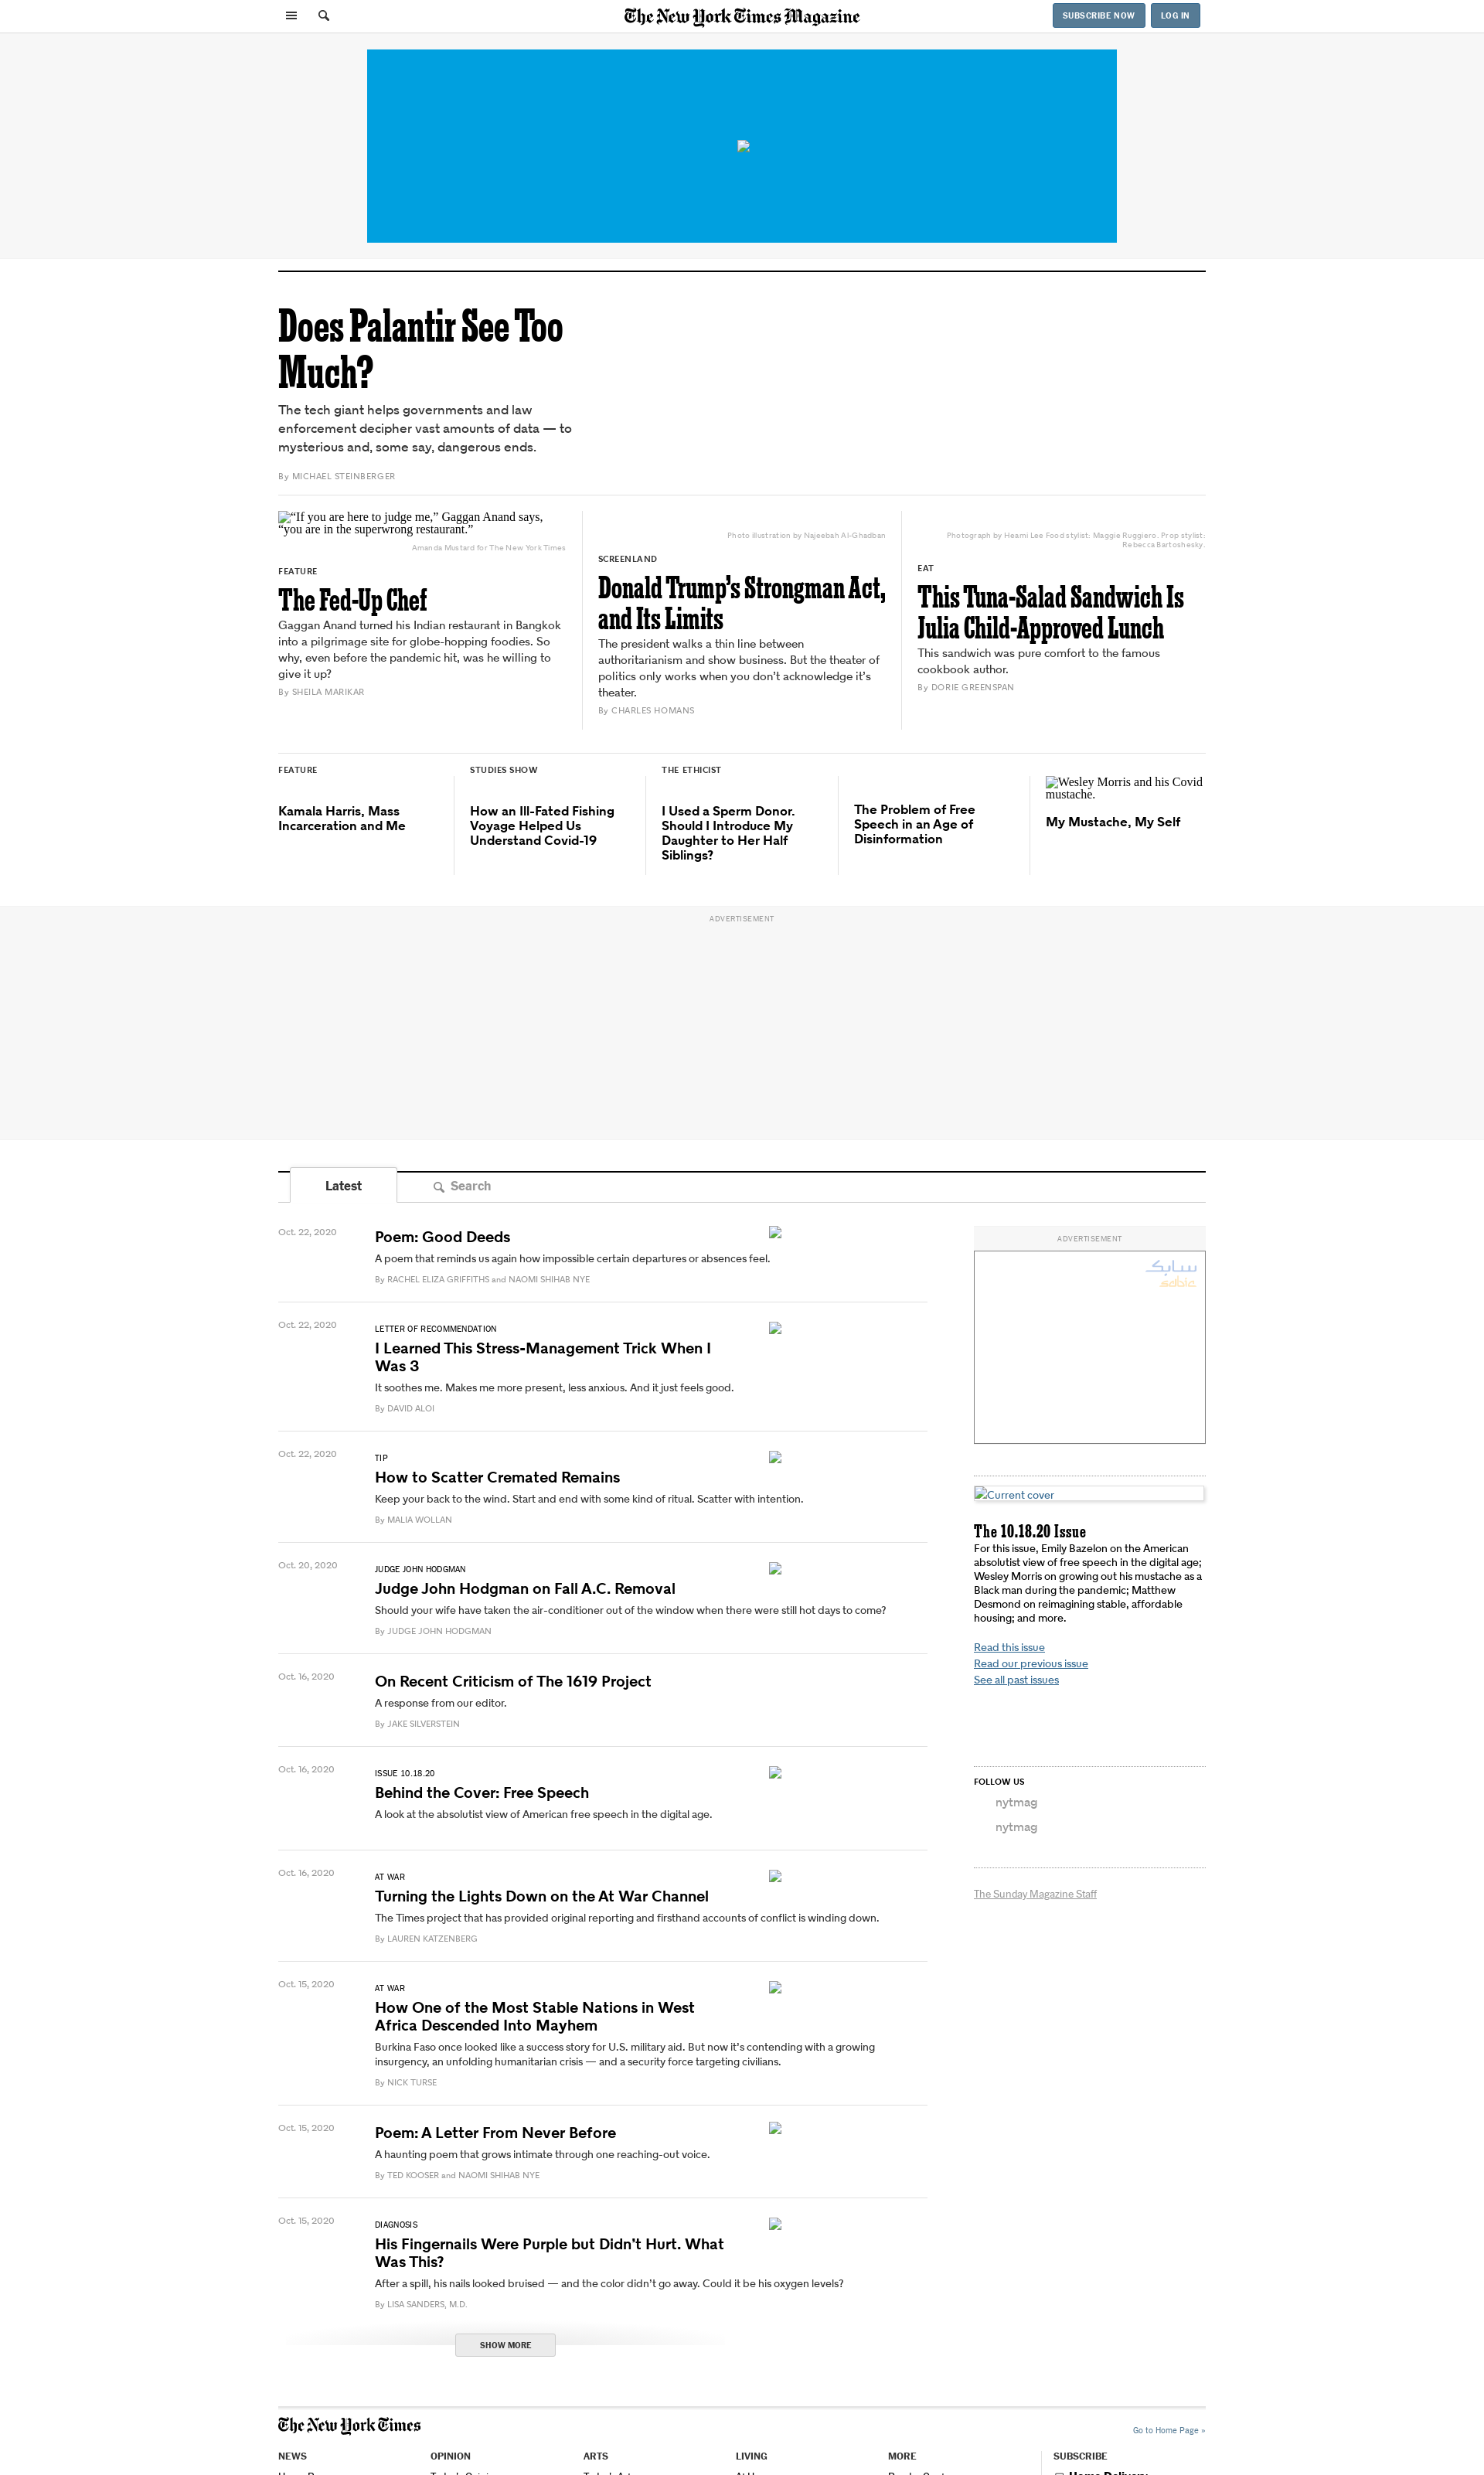 The New York Times Magazine
SUBSCRIBE NOW
LOG IN
Does Palantir See Too
Much?
The tech giant helps governments and law
enforcement decipher vast amounts of data — to
mysterious and, some say, dangerous ends.
By MICHAEL STEINBERGER
“If you are here to judge me,” Gaggan Anand says,
“you are in the superwrong restaurant.”
Amanda Mustard for The New York Times
FEATURE
The Fed-Up Chef
Gaggan Anand turned his Indian restaurant in Bangkok
into a pilgrimage site for globe-hopping foodies. So
why, even before the pandemic hit, was he willing to
give it up?
By SHEILA MARIKAR
Photo illustration by Najeebah Al-Ghadban
SCREENLAND
Donald Trump’s Strongman Act,
and Its Limits
The president walks a thin line between
authoritarianism and show business. But the theater of
politics only works when you don’t acknowledge it’s
theater.
By CHARLES HOMANS
Photograph by Heami Lee Food stylist: Maggie Ruggiero. Prop stylist:
Rebecca Bartoshesky.
EAT
This Tuna-Salad Sandwich Is
Julia Child-Approved Lunch
This sandwich was pure comfort to the famous
cookbook author.
By DORIE GREENSPAN
FEATURE
Kamala Harris, Mass
Incarceration and Me
STUDIES SHOW
How an Ill-Fated Fishing
Voyage Helped Us
Understand Covid-19
THE ETHICIST
I Used a Sperm Donor.
Should I Introduce My
Daughter to Her Half
Siblings?
The Problem of Free
Speech in an Age of
Disinformation
Wesley Morris and his Covid
mustache.
My Mustache, My Self
ADVERTISEMENT
Latest
Search
Oct. 22, 2020
Poem: Good Deeds
A poem that reminds us again how impossible certain departures or absences feel.
By RACHEL ELIZA GRIFFITHS and NAOMI SHIHAB NYE
Oct. 22, 2020
LETTER OF RECOMMENDATION
I Learned This Stress-Management Trick When I
Was 3
It soothes me. Makes me more present, less anxious. And it just feels good.
By DAVID ALOI
Oct. 22, 2020
TIP
How to Scatter Cremated Remains
Keep your back to the wind. Start and end with some kind of ritual. Scatter with intention.
By MALIA WOLLAN
Oct. 20, 2020
JUDGE JOHN HODGMAN
Judge John Hodgman on Fall A.C. Removal
Should your wife have taken the air-conditioner out of the window when there were still hot days to come?
By JUDGE JOHN HODGMAN
Oct. 16, 2020
On Recent Criticism of The 1619 Project
A response from our editor.
By JAKE SILVERSTEIN
Oct. 16, 2020
ISSUE 10.18.20
Behind the Cover: Free Speech
A look at the absolutist view of American free speech in the digital age.
Oct. 16, 2020
AT WAR
Turning the Lights Down on the At War Channel
The Times project that has provided original reporting and firsthand accounts of conflict is winding down.
By LAUREN KATZENBERG
Oct. 15, 2020
AT WAR
How One of the Most Stable Nations in West
Africa Descended Into Mayhem
Burkina Faso once looked like a success story for U.S. military aid. But now it’s contending with a growing
insurgency, an unfolding humanitarian crisis — and a security force targeting civilians.
By NICK TURSE
Oct. 15, 2020
Poem: A Letter From Never Before
A haunting poem that grows intimate through one reaching-out voice.
By TED KOOSER and NAOMI SHIHAB NYE
Oct. 15, 2020
DIAGNOSIS
His Fingernails Were Purple but Didn’t Hurt. What
Was This?
After a spill, his nails looked bruised — and the color didn’t go away. Could it be his oxygen levels?
By LISA SANDERS, M.D.
SHOW MORE
ADVERTISEMENT
سابك
sabic
Current cover
The 10.18.20 Issue
For this issue, Emily Bazelon on the American
absolutist view of free speech in the digital age;
Wesley Morris on growing out his mustache as a
Black man during the pandemic; Matthew
Desmond on reimagining stable, affordable
housing; and more.
Read this issue
Read our previous issue
See all past issues
FOLLOW US
nytmag
nytmag
The Sunday Magazine Staff
The New York Times
Go to Home Page »
NEWS
OPINION
ARTS
LIVING
MORE
SUBSCRIBE